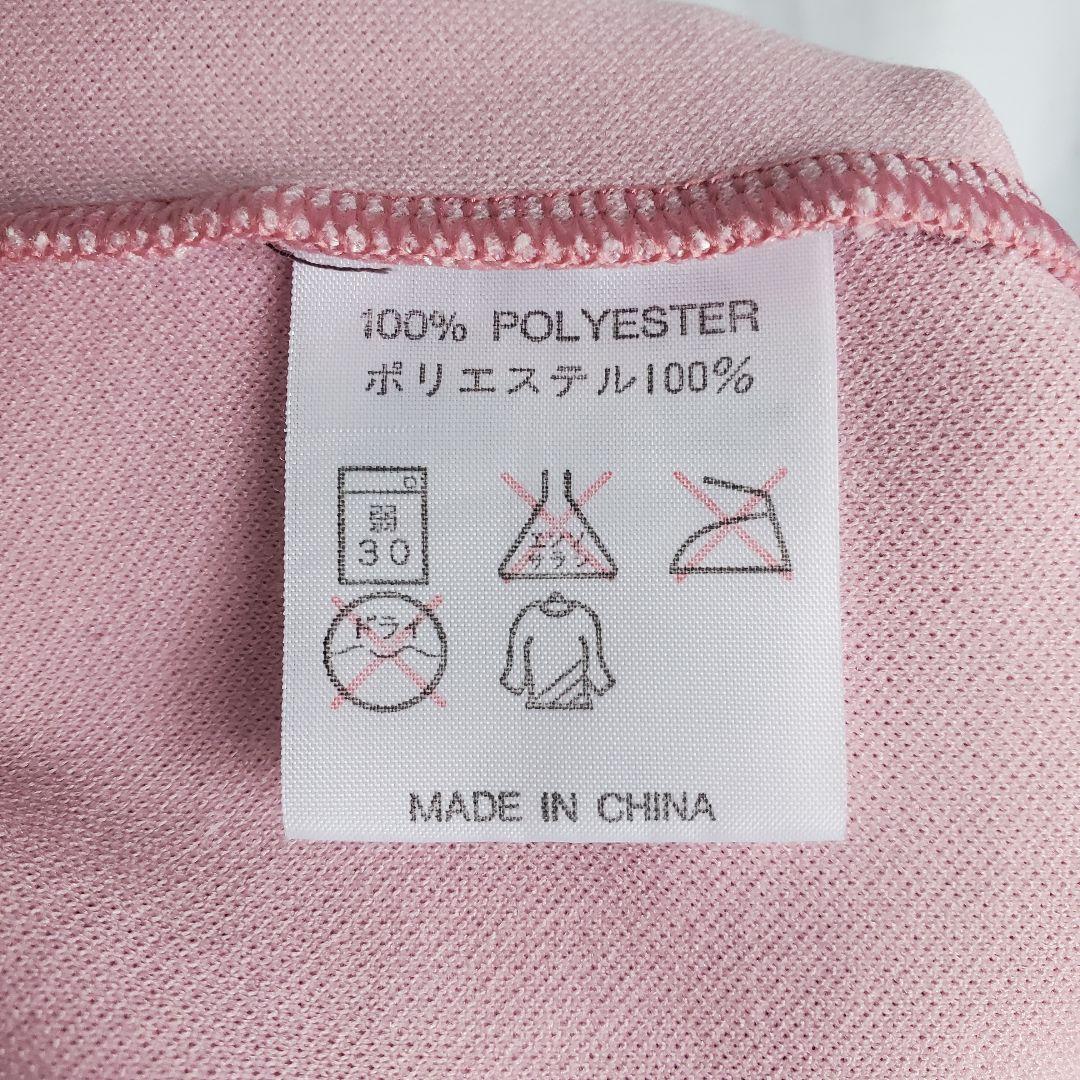 100% POLYESTER
ポリエステル100%
弱
30
エンソ
サラシ
ドライ
MADE IN CHINA